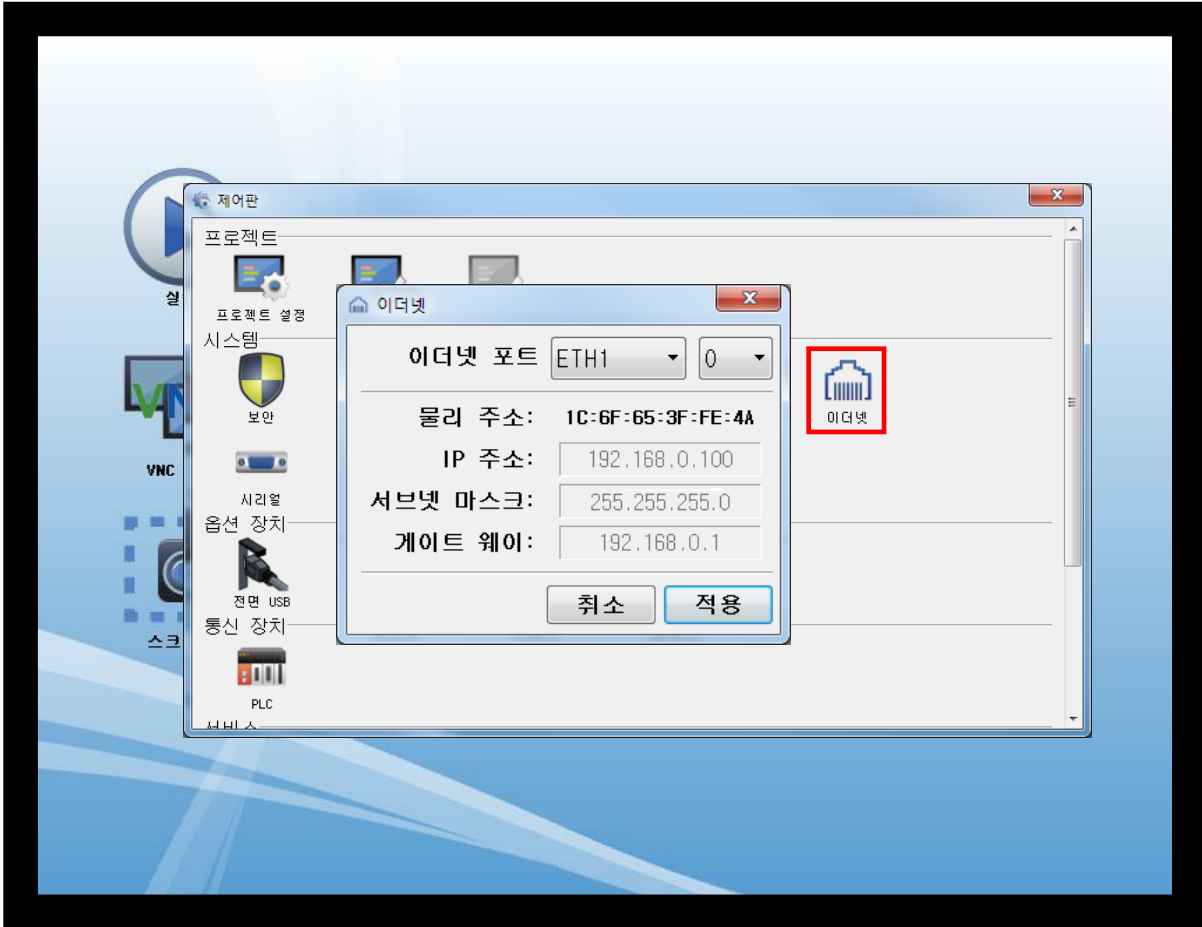 제어판
프로젝트
프로젝트 설정
시스템
보안
시리얼
옵션 장치
전면 USB
통신 장치
PLC
이더넷
이더넷 포트 ETH1 0
물리 주소: 1C:6F:65:3F:FE:4A
IP 주소: 192.168.0.100
서브넷 마스크: 255.255.255.0
게이트 웨이: 192.168.0.1
취소 적용
이더넷
실
VNC
스크